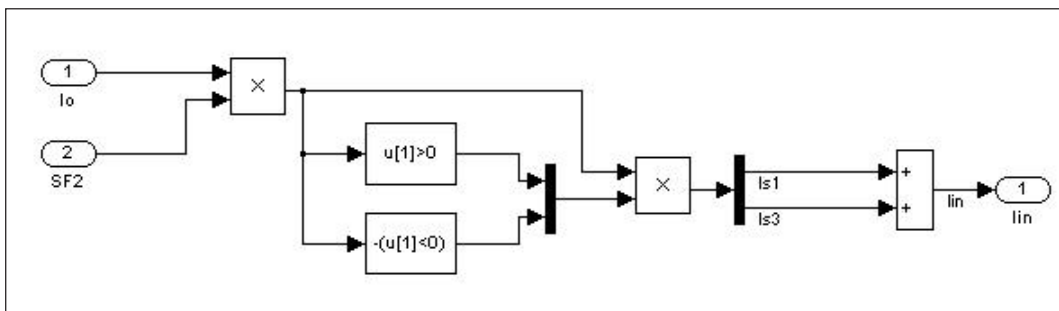 1
Io
2
SF2
×
u[1]>0
-(u[1]<0)
×
Is1
Is3
+
+
Iin
1
Iin